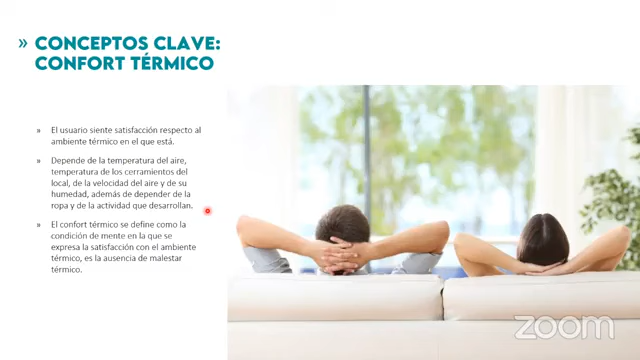 » CONCEPTOS CLAVE:
CONFORT TÉRMICO
» El usuario siente satisfacción respecto al
ambiente térmico en el que está.
» Depende de la temperatura del aire,
temperatura de los cerramientos del
local, de la velocidad del aire y de su
humedad, además de depender de la
ropa y de la actividad que desarrollan.
» El confort térmico se define como la
condición de mente en la que se
expresa la satisfacción con el ambiente
térmico, es la ausencia de malestar
térmico.
zoom